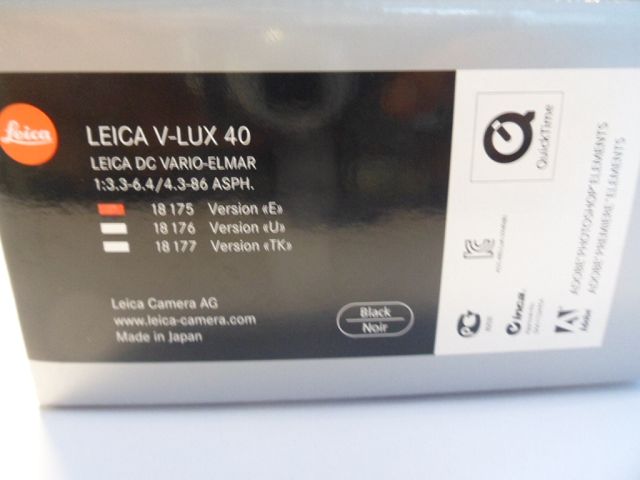 Leica
LEICA V-LUX 40
LEICA DC VARIO-ELMAR
1:3.3-6.4/4.3-86 ASPH.
18 175 Version «E»
18 176 Version «U»
18 177 Version «TK»
Leica Camera AG
www.leica-camera.com
Made in Japan
Black
Noir
QuickTime
ADOBE® PHOTOSHOP® ELEMENTS
ADOBE® PREMIERE® ELEMENTS
inca.
Adobe